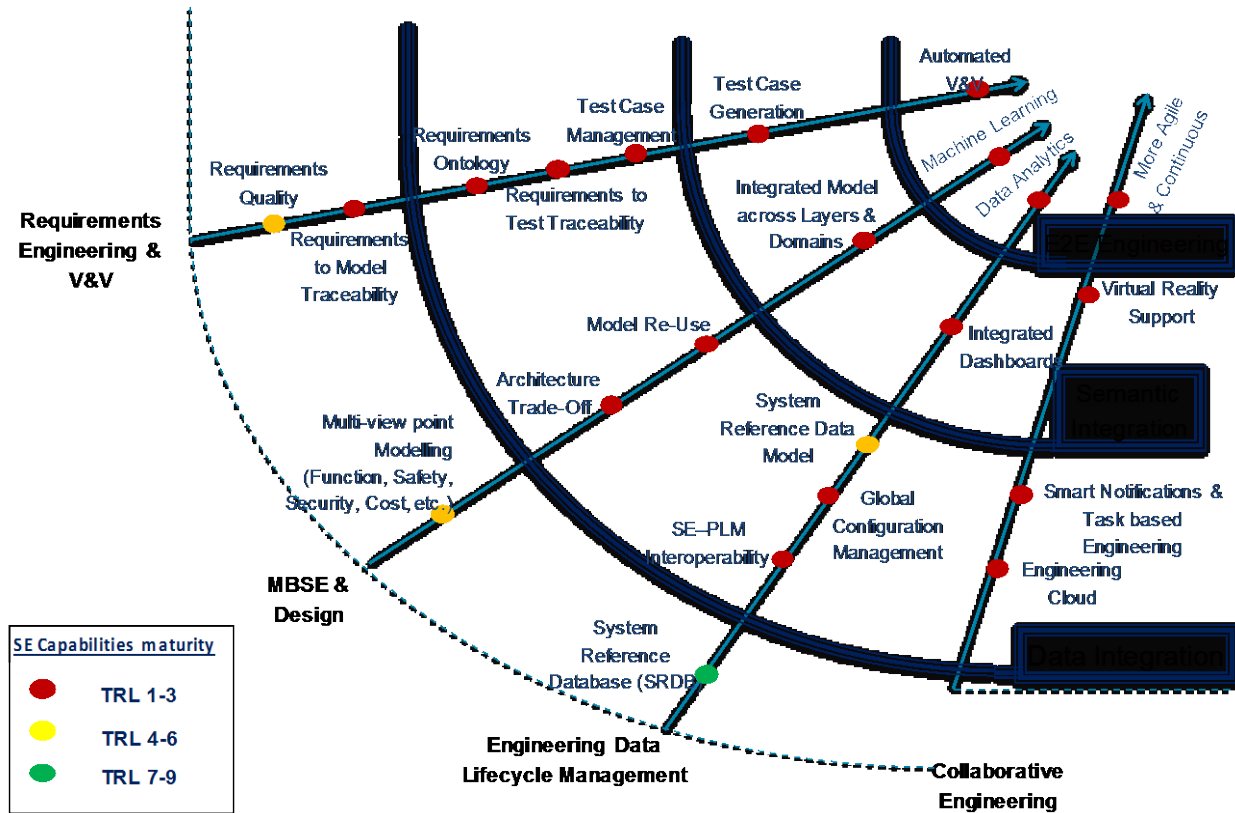 Automated
V&V
Test Case
Generation
Test Case
Management
Requirements
Ontology
Requirements
Quality
Requirements to
Test Traceability
Requirements
to Model
Traceability
Requirements
Engineering &
V&V
Machine Learning
Data Analytics
More Agile
& Continuous
Integrated Model
across Layers &
Domains
E2E Engineering
Virtual Reality
Support
Model Re-Use
Integrated
Dashboards
Architecture
Trade-Off
Multi-view point
Modelling
(Function, Safety,
Security, Cost, etc.)
System
Reference Data
Model
Semantic
Integration
Global
Configuration
Management
SE–PLM
Interoperability
Smart Notifications &
Task based
Engineering
Engineering
Cloud
MBSE &
Design
System
Reference
Database (SRDB
Data Integration
Engineering Data
Lifecycle Management
Collaborative
Engineering
SE Capabilities maturity
TRL 1-3
TRL 4-6
TRL 7-9